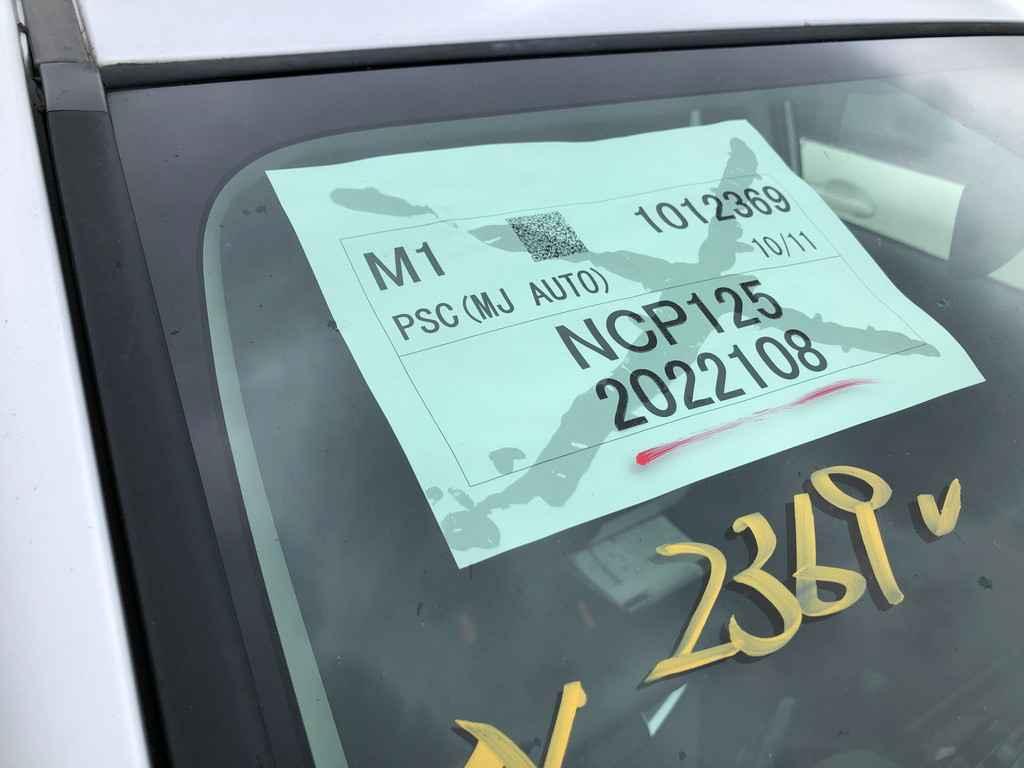 M1 1012369
PSC(MJ AUTO) 10/11
NCP125
2022108
2369